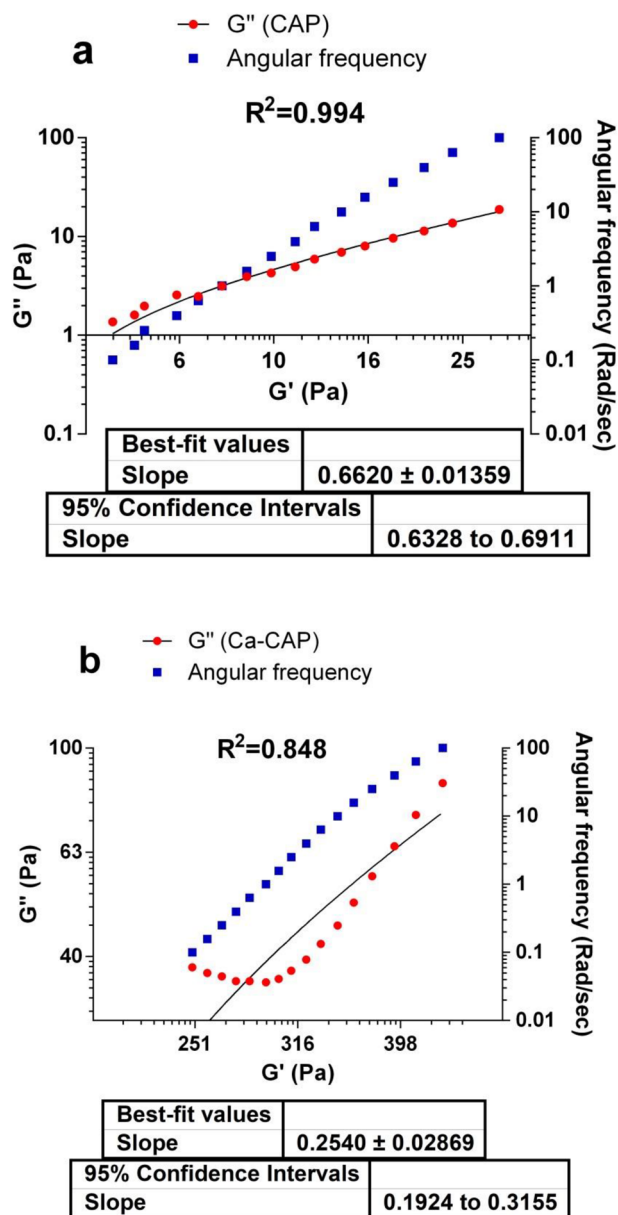 a
G'' (CAP)
Angular frequency
R²=0.994
100
10
1
0.1
G'' (Pa)
6
10
16
25
G' (Pa)
100
10
1
0.1
0.01
Angular frequency (Rad/sec)
Best-fit values
Slope 0.6620 ± 0.01359
95% Confidence Intervals
Slope 0.6328 to 0.6911
b
G'' (Ca-CAP)
Angular frequency
R²=0.848
100
63
40
G'' (Pa)
251
316
398
G' (Pa)
100
10
1
0.1
0.01
Angular frequency (Rad/sec)
Best-fit values
Slope 0.2540 ± 0.02869
95% Confidence Intervals
Slope 0.1924 to 0.3155